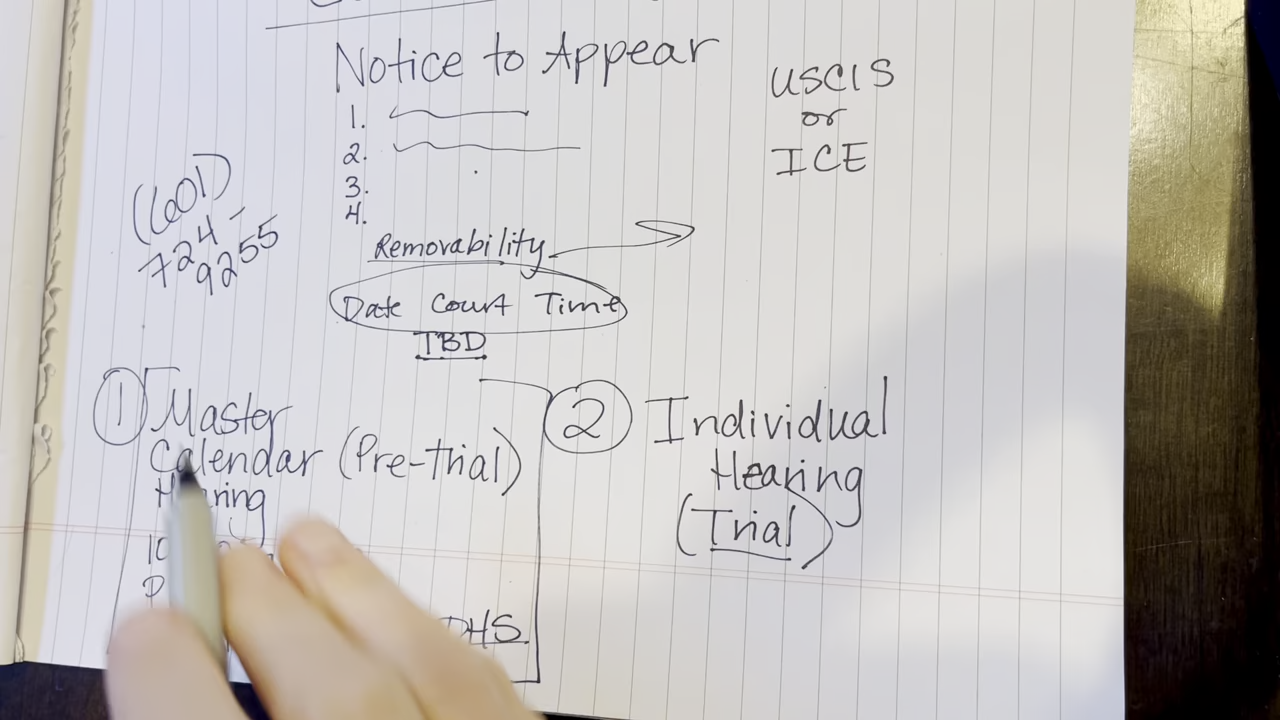 Notice to Appear
1.
2.
3.
4.
USCIS
or
ICE
(601)
724-
9255
Removability
Date Court Time
TBD
1 Master
Calendar (Pre-trial)
Hearing
DHS
2 Individual
Hearing
(Trial)